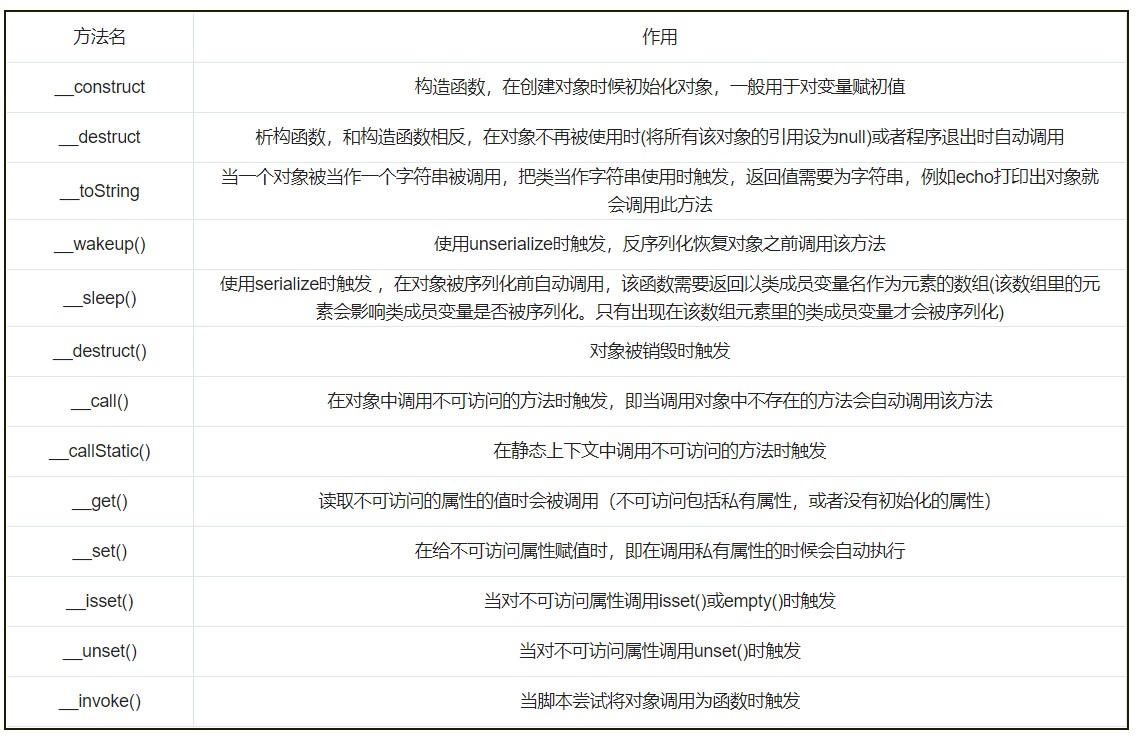 方法名 作用
__construct 构造函数，在创建对象时候初始化对象，一般用于对变量赋初值
__destruct 析构函数，和构造函数相反，在对象不再被使用时(将所有该对象的引用设为null)或者程序退出时自动调用
__toString 当一个对象被当作一个字符串被调用，把类当作字符串使用时触发，返回值需要为字符串，例如echo打印出对象就
会调用此方法
__wakeup() 使用unserialize时触发，反序列化恢复对象之前调用该方法
__sleep() 使用serialize时触发 ，在对象被序列化前自动调用，该函数需要返回以类成员变量名作为元素的数组(该数组里的元
素会影响类成员变量是否被序列化。只有出现在该数组元素里的类成员变量才会被序列化)
__destruct() 对象被销毁时触发
__call() 在对象中调用不可访问的方法时触发，即当调用对象中不存在的方法会自动调用该方法
__callStatic() 在静态上下文中调用不可访问的方法时触发
__get() 读取不可访问的属性的值时会被调用（不可访问包括私有属性，或者没有初始化的属性）
__set() 在给不可访问属性赋值时，即在调用私有属性的时候会自动执行
__isset() 当对不可访问属性调用isset()或empty()时触发
__unset() 当对不可访问属性调用unset()时触发
__invoke() 当脚本尝试将对象调用为函数时触发